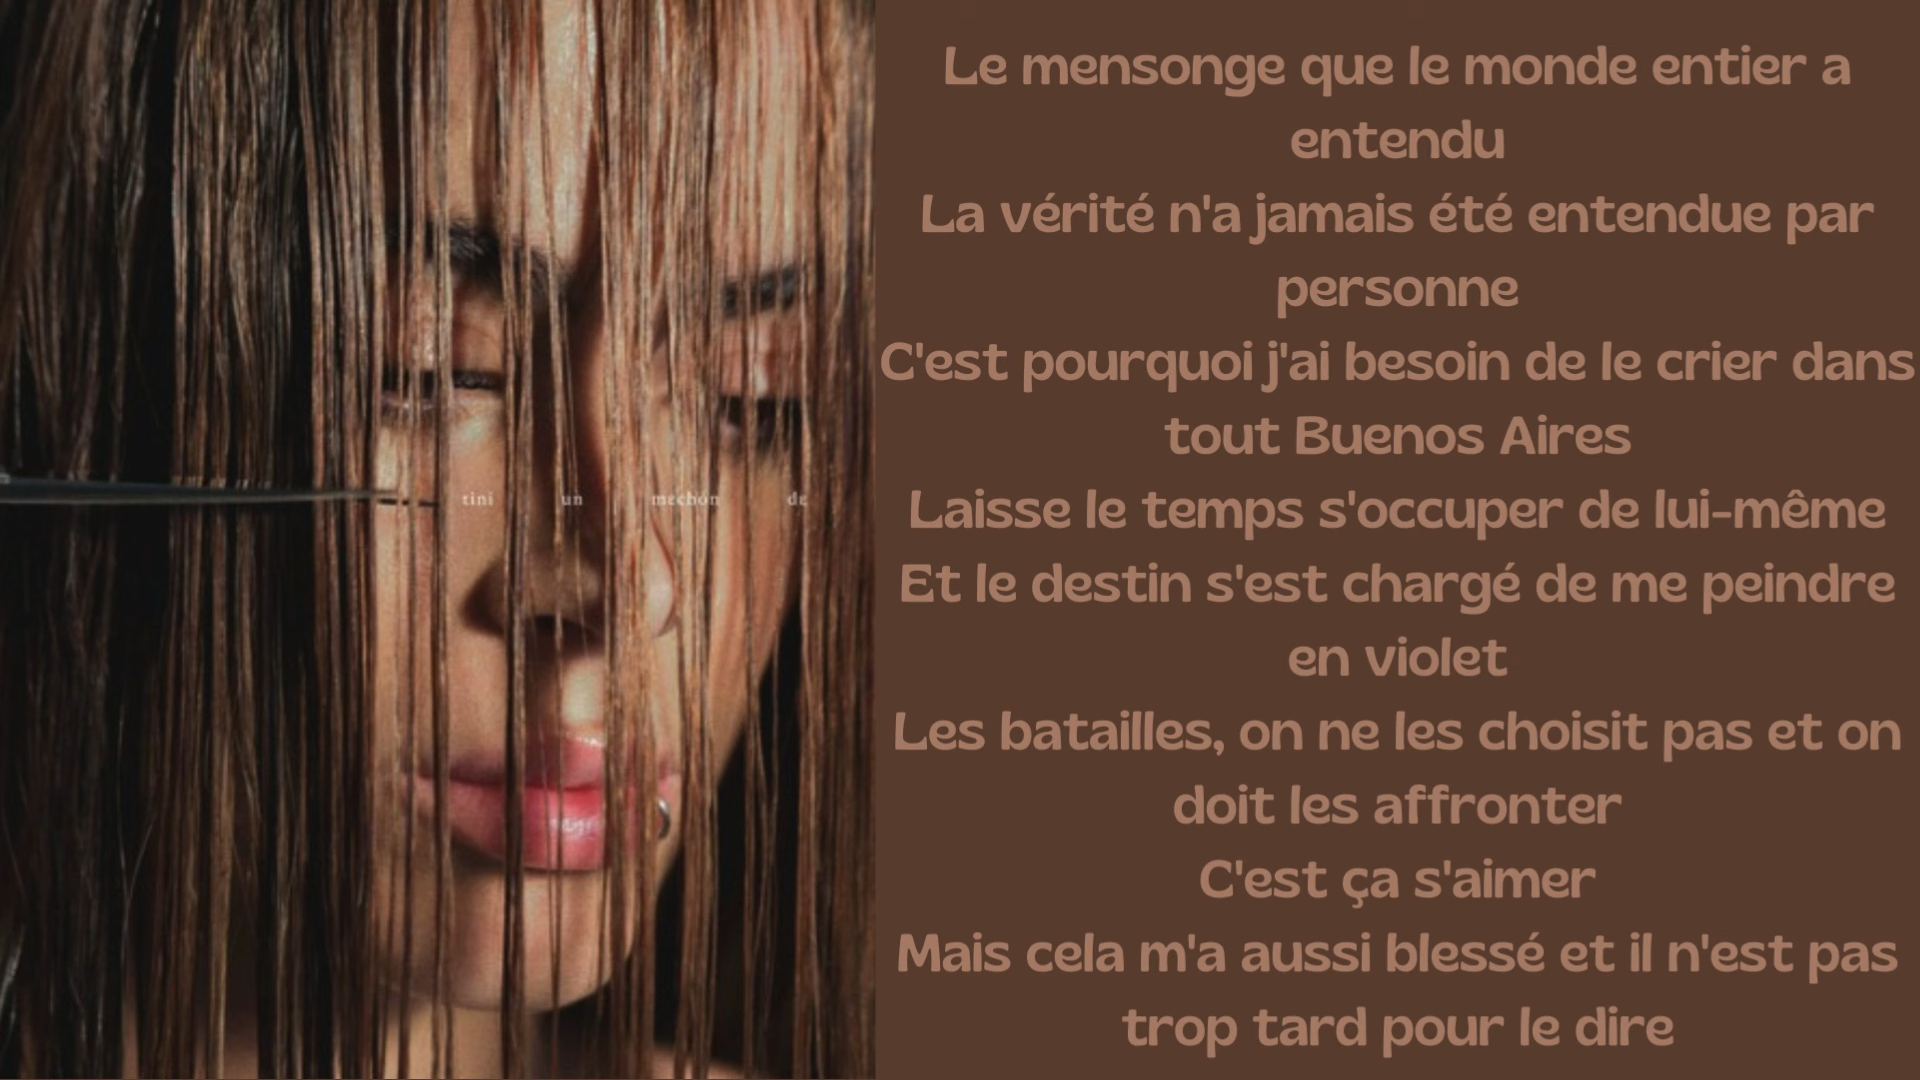 tini un mechón de
Le mensonge que le monde entier a
entendu
La vérité n'a jamais été entendue par
personne
C'est pourquoi j'ai besoin de le crier dans
tout Buenos Aires
Laisse le temps s'occuper de lui-même
Et le destin s'est chargé de me peindre
en violet
Les batailles, on ne les choisit pas et on
doit les affronter
C'est ça s'aimer
Mais cela m'a aussi blessé et il n'est pas
trop tard pour le dire